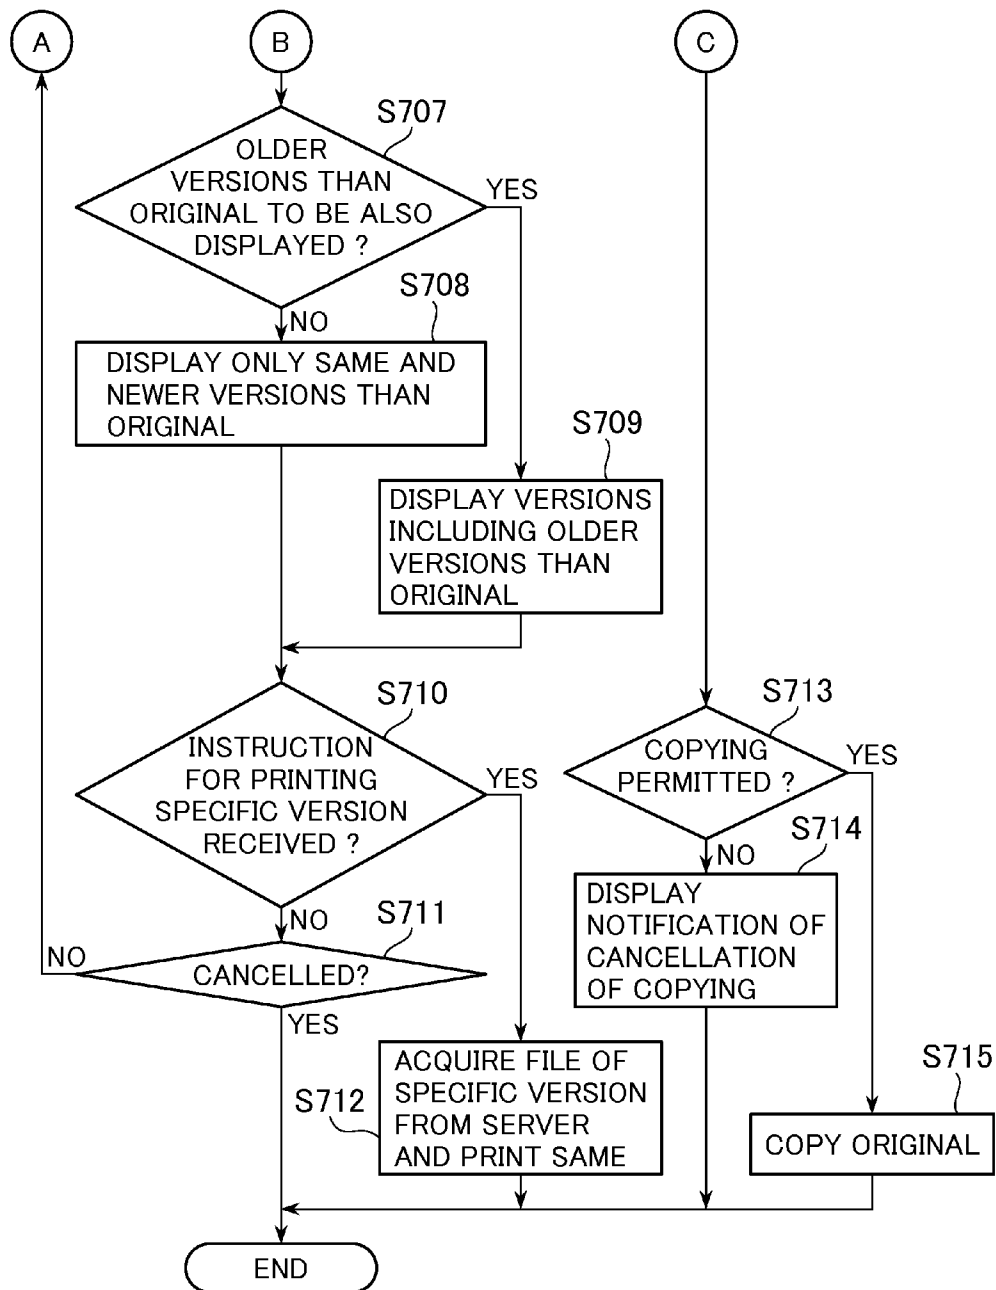 A
B
C
S707
OLDER
VERSIONS THAN
ORIGINAL TO BE ALSO
DISPLAYED ?
YES
S708
NO
DISPLAY ONLY SAME AND
NEWER VERSIONS THAN
ORIGINAL
S709
DISPLAY VERSIONS
INCLUDING OLDER
VERSIONS THAN
ORIGINAL
S710
INSTRUCTION
FOR PRINTING
SPECIFIC VERSION
RECEIVED ?
YES
NO
S711
CANCELLED?
NO
YES
S712
ACQUIRE FILE OF
SPECIFIC VERSION
FROM SERVER
AND PRINT SAME
S713
COPYING
PERMITTED ?
YES
NO
S714
DISPLAY
NOTIFICATION OF
CANCELLATION
OF COPYING
S715
COPY ORIGINAL
END